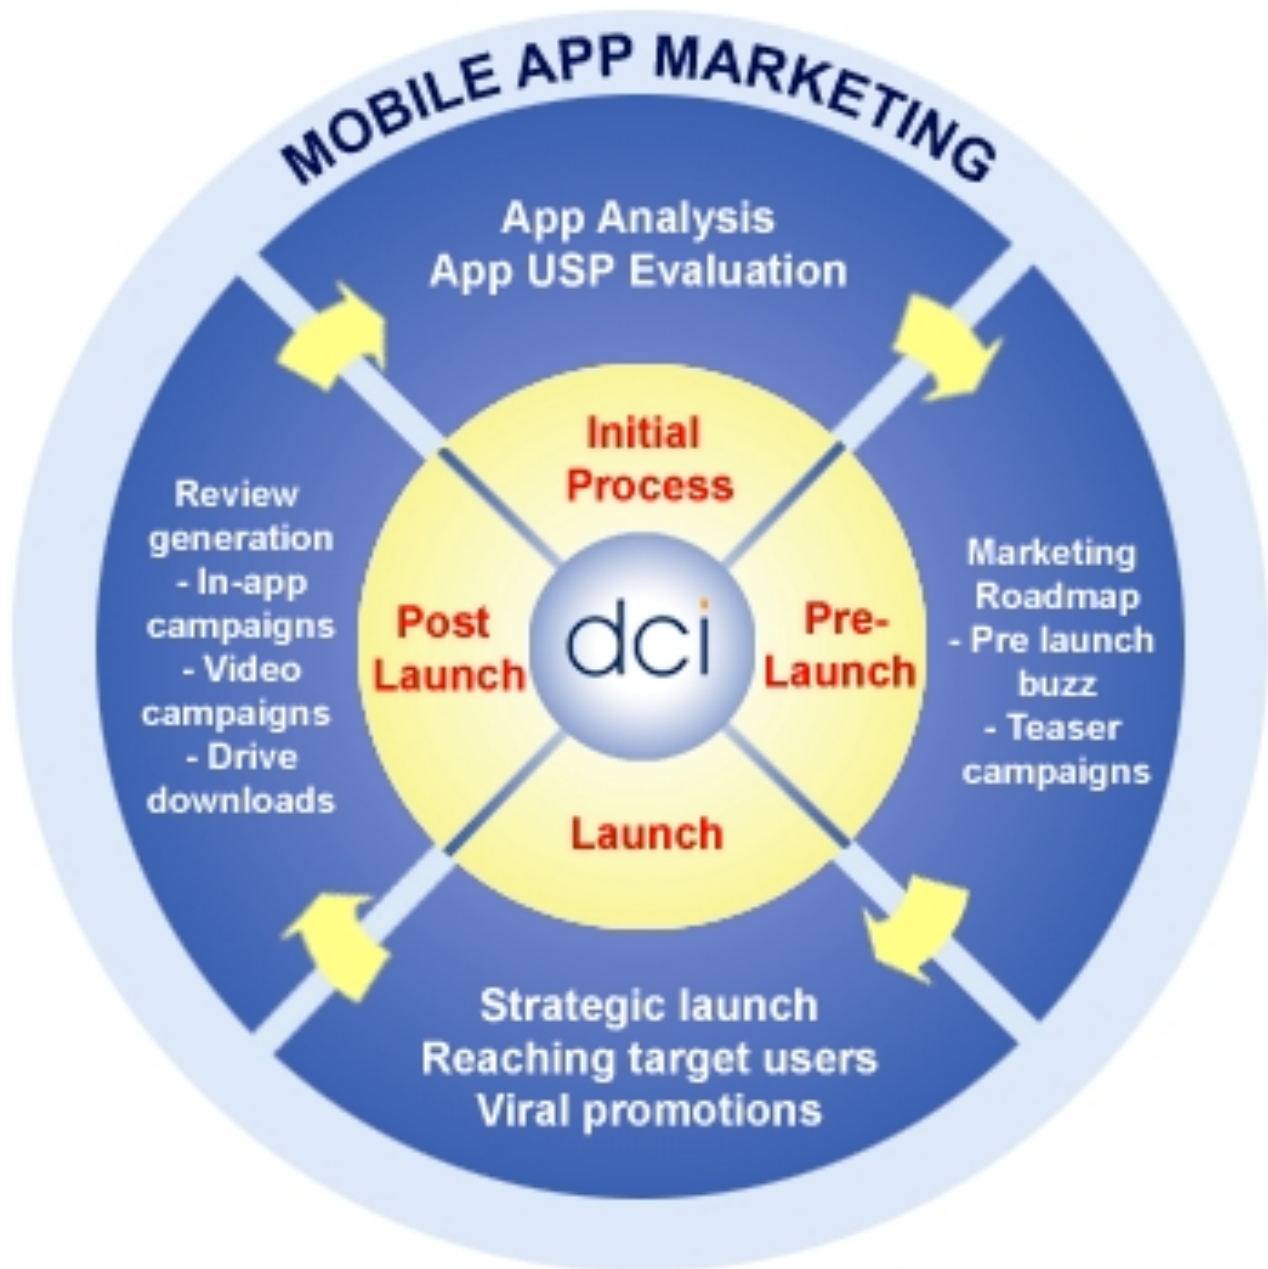 MOBILE APP MARKETING
App Analysis
App USP Evaluation
Initial
Process
Review
generation
- In-app
campaigns
- Video
campaigns
- Drive
downloads
Post
Launch
dci
Pre-
Launch
Marketing
Roadmap
- Pre launch
buzz
- Teaser
campaigns
Launch
Strategic launch
Reaching target users
Viral promotions